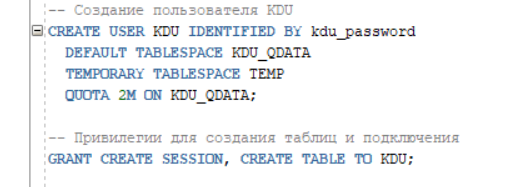 -- Создание пользователя KDU
CREATE USER KDU IDENTIFIED BY kdu_password
DEFAULT TABLESPACE KDU_QDATA
TEMPORARY TABLESPACE TEMP
QUOTA 2M ON KDU_QDATA;
-- Привилегии для создания таблиц и подключения
GRANT CREATE SESSION, CREATE TABLE TO KDU;